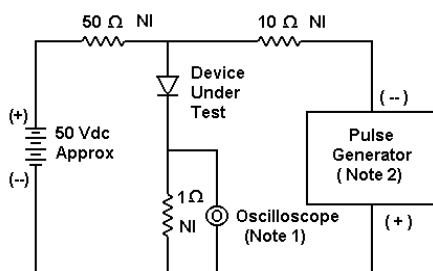 50 Ω NI
10 Ω NI
Device
Under
Test
(+)
50 Vdc
Approx
(--)
(--)
Pulse
Generator
( Note 2)
(+)
1Ω
NI
Oscilloscope
(Note 1)